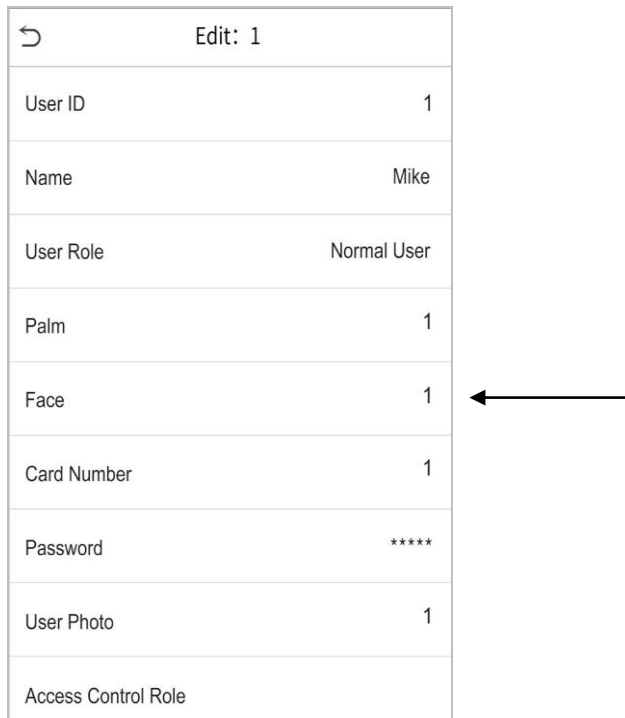 Edit: 1
User ID 1
Name Mike
User Role Normal User
Palm 1
Face 1
Card Number 1
Password *****
User Photo 1
Access Control Role